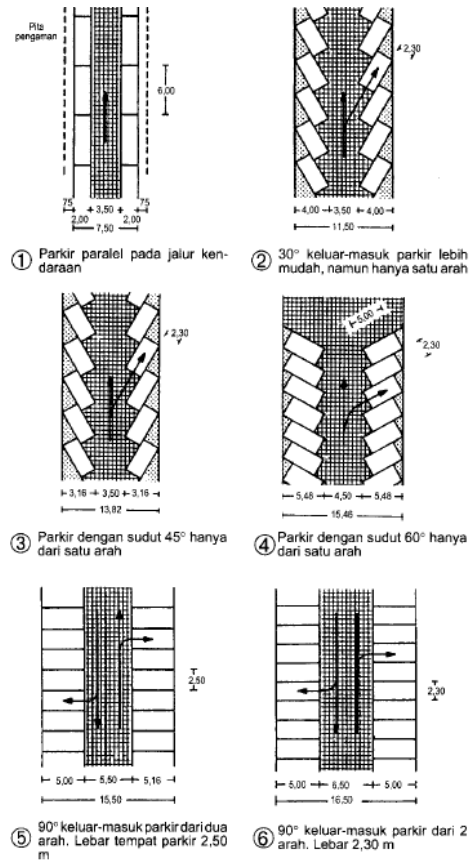 Pita
pengaman
6,00
75 3,50 75
2,00 2,00
7,50
① Parkir paralel pada jalur ken-
daraan
2,30
4,00 3,50 4,00
11,50
② 30° keluar-masuk parkir lebih
mudah, namun hanya satu arah
2,30
3,16 3,50 3,16
13,82
③ Parkir dengan sudut 45° hanya
dari satu arah
5,00
2,30
5,48 4,50 5,48
15,46
④ Parkir dengan sudut 60° hanya
dari satu arah
2,50
5,00 5,50 5,16
15,50
⑤ 90° keluar-masuk parkir dari dua
arah. Lebar tempat parkir 2,50
m
2,30
5,00 6,50 5,00
16,50
⑥ 90° keluar-masuk parkir dari 2
arah. Lebar 2,30 m